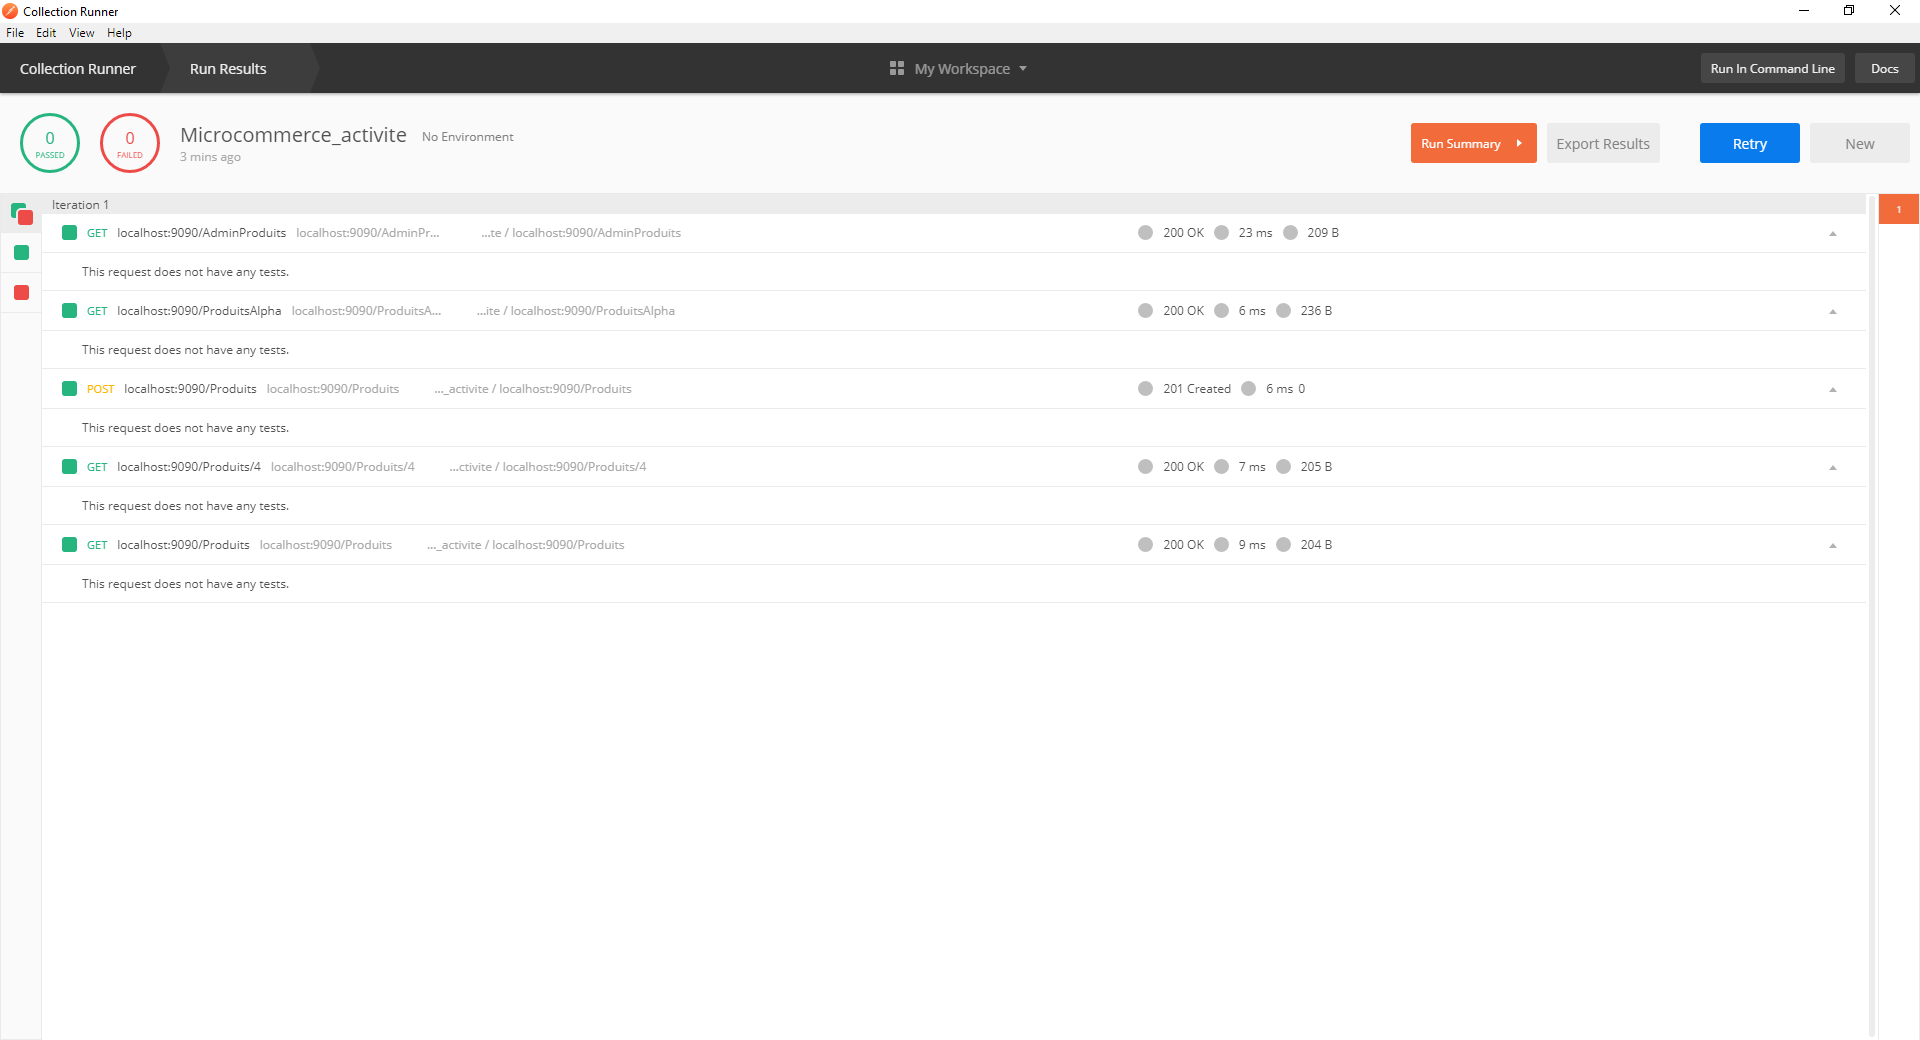 Collection Runner
File Edit View Help
Collection Runner Run Results My Workspace Run In Command Line Docs
0 PASSED
0 FAILED
Microcommerce_activite No Environment
3 mins ago
Run Summary Export Results Retry New
Iteration 1
1
GET localhost:9090/AdminProduits localhost:9090/AdminPr... ...te / localhost:9090/AdminProduits 200 OK 23 ms 209 B
This request does not have any tests.
GET localhost:9090/ProduitsAlpha localhost:9090/ProduitsA... ...ite / localhost:9090/ProduitsAlpha 200 OK 6 ms 236 B
This request does not have any tests.
POST localhost:9090/Produits localhost:9090/Produits ..._activite / localhost:9090/Produits 201 Created 6 ms 0
This request does not have any tests.
GET localhost:9090/Produits/4 localhost:9090/Produits/4 ...ctivite / localhost:9090/Produits/4 200 OK 7 ms 205 B
This request does not have any tests.
GET localhost:9090/Produits localhost:9090/Produits ..._activite / localhost:9090/Produits 200 OK 9 ms 204 B
This request does not have any tests.